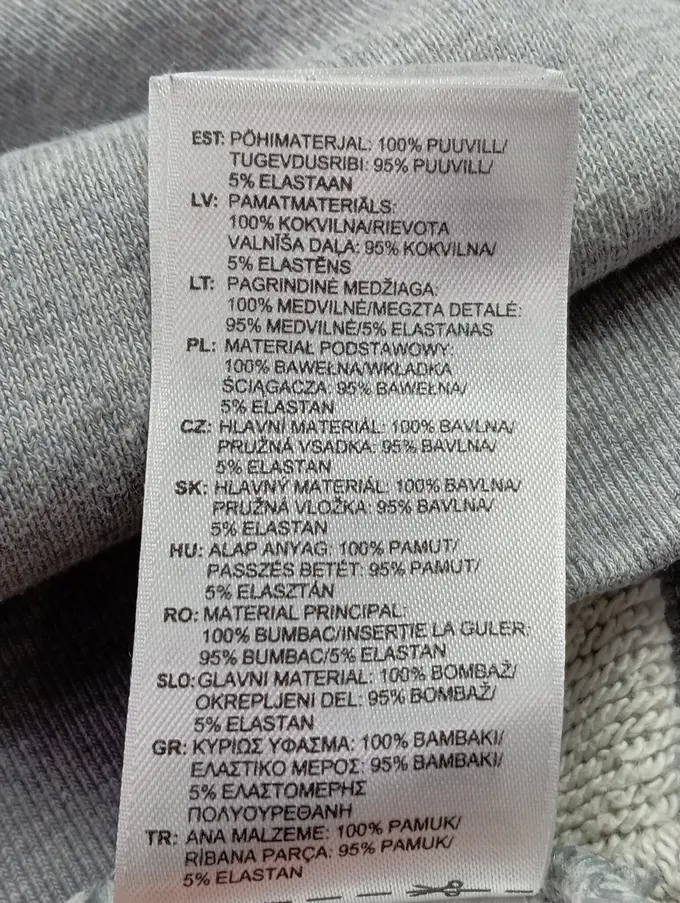 EST: PÕHIMATERJAL: 100% PUUVILL/
TUGEVDUSRIBI: 95% PUUVILL/
5% ELASTAAN
LV: PAMATMATERIĀLS:
100% KOKVILNA/RIEVOTA
VALNĪŠA DAĻA: 95% KOKVILNA/
5% ELASTĒNS
LT: PAGRINDINĖ MEDŽIAGA:
100% MEDVILNĖ/MEGZTA DETALĖ:
95% MEDVILNĖ/5% ELASTANAS
PL: MATERIAŁ PODSTAWOWY:
100% BAWEŁNA/WKŁADKA
ŚCIĄGACZA: 95% BAWEŁNA/
5% ELASTAN
CZ: HLAVNÍ MATERIÁL: 100% BAVLNA/
PRUŽNÁ VSADKA: 95% BAVLNA/
5% ELASTAN
SK: HLAVNÝ MATERIÁL: 100% BAVLNA/
PRUŽNÁ VLOŽKA: 95% BAVLNA/
5% ELASTAN
HU: ALAP ANYAG: 100% PAMUT/
PASSZÉS BETÉT: 95% PAMUT/
5% ELASZTÁN
RO: MATERIAL PRINCIPAL:
100% BUMBAC/INSERTIE LA GULER:
95% BUMBAC/5% ELASTAN
SLO: GLAVNI MATERIAL: 100% BOMBAŽ/
OKREPLJENI DEL: 95% BOMBAŽ/
5% ELASTAN
GR: ΚΥΡΙΩΣ ΥΦΑΣΜΑ: 100% ΒΑΜΒΑΚΙ/
ΕΛΑΣΤΙΚΟ ΜΕΡΟΣ: 95% ΒΑΜΒΑΚΙ/
5% ΕΛΑΣΤΟΜΕΡΗΣ
ΠΟΛΥΟΥΡΕΘΑΝΗ
TR: ANA MALZEME: 100% PAMUK/
RİBANA PARÇA: 95% PAMUK/
5% ELASTAN